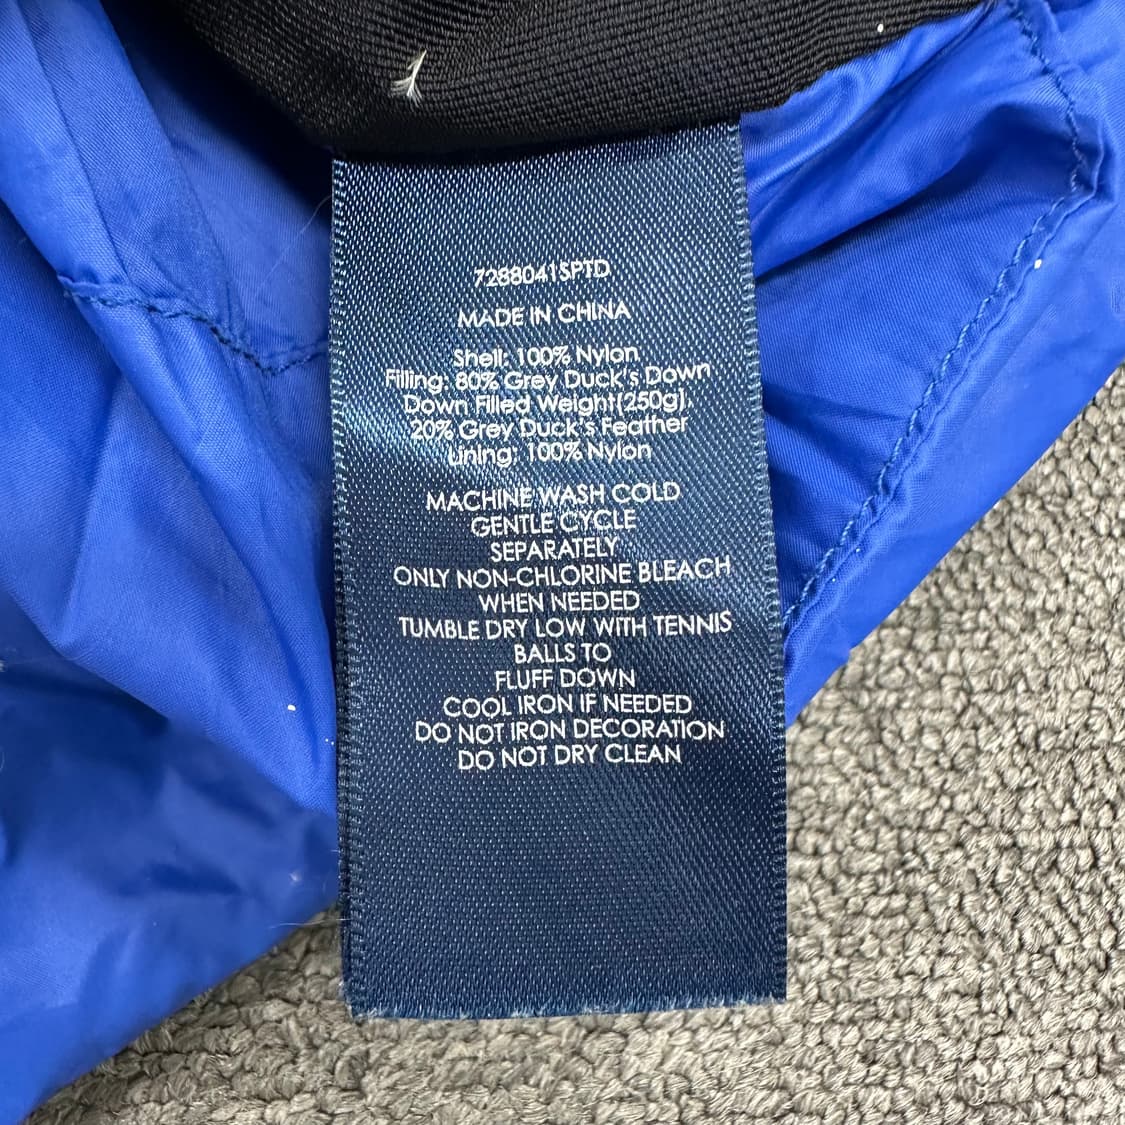 7288041SPTD
MADE IN CHINA
Shell: 100% Nylon
Filling: 80% Grey Duck's Down
Down Filled Weight(250g),
20% Grey Duck's Feather
Lining: 100% Nylon
MACHINE WASH COLD
GENTLE CYCLE
SEPARATELY
ONLY NON-CHLORINE BLEACH
WHEN NEEDED
TUMBLE DRY LOW WITH TENNIS
BALLS TO
FLUFF DOWN
COOL IRON IF NEEDED
DO NOT IRON DECORATION
DO NOT DRY CLEAN